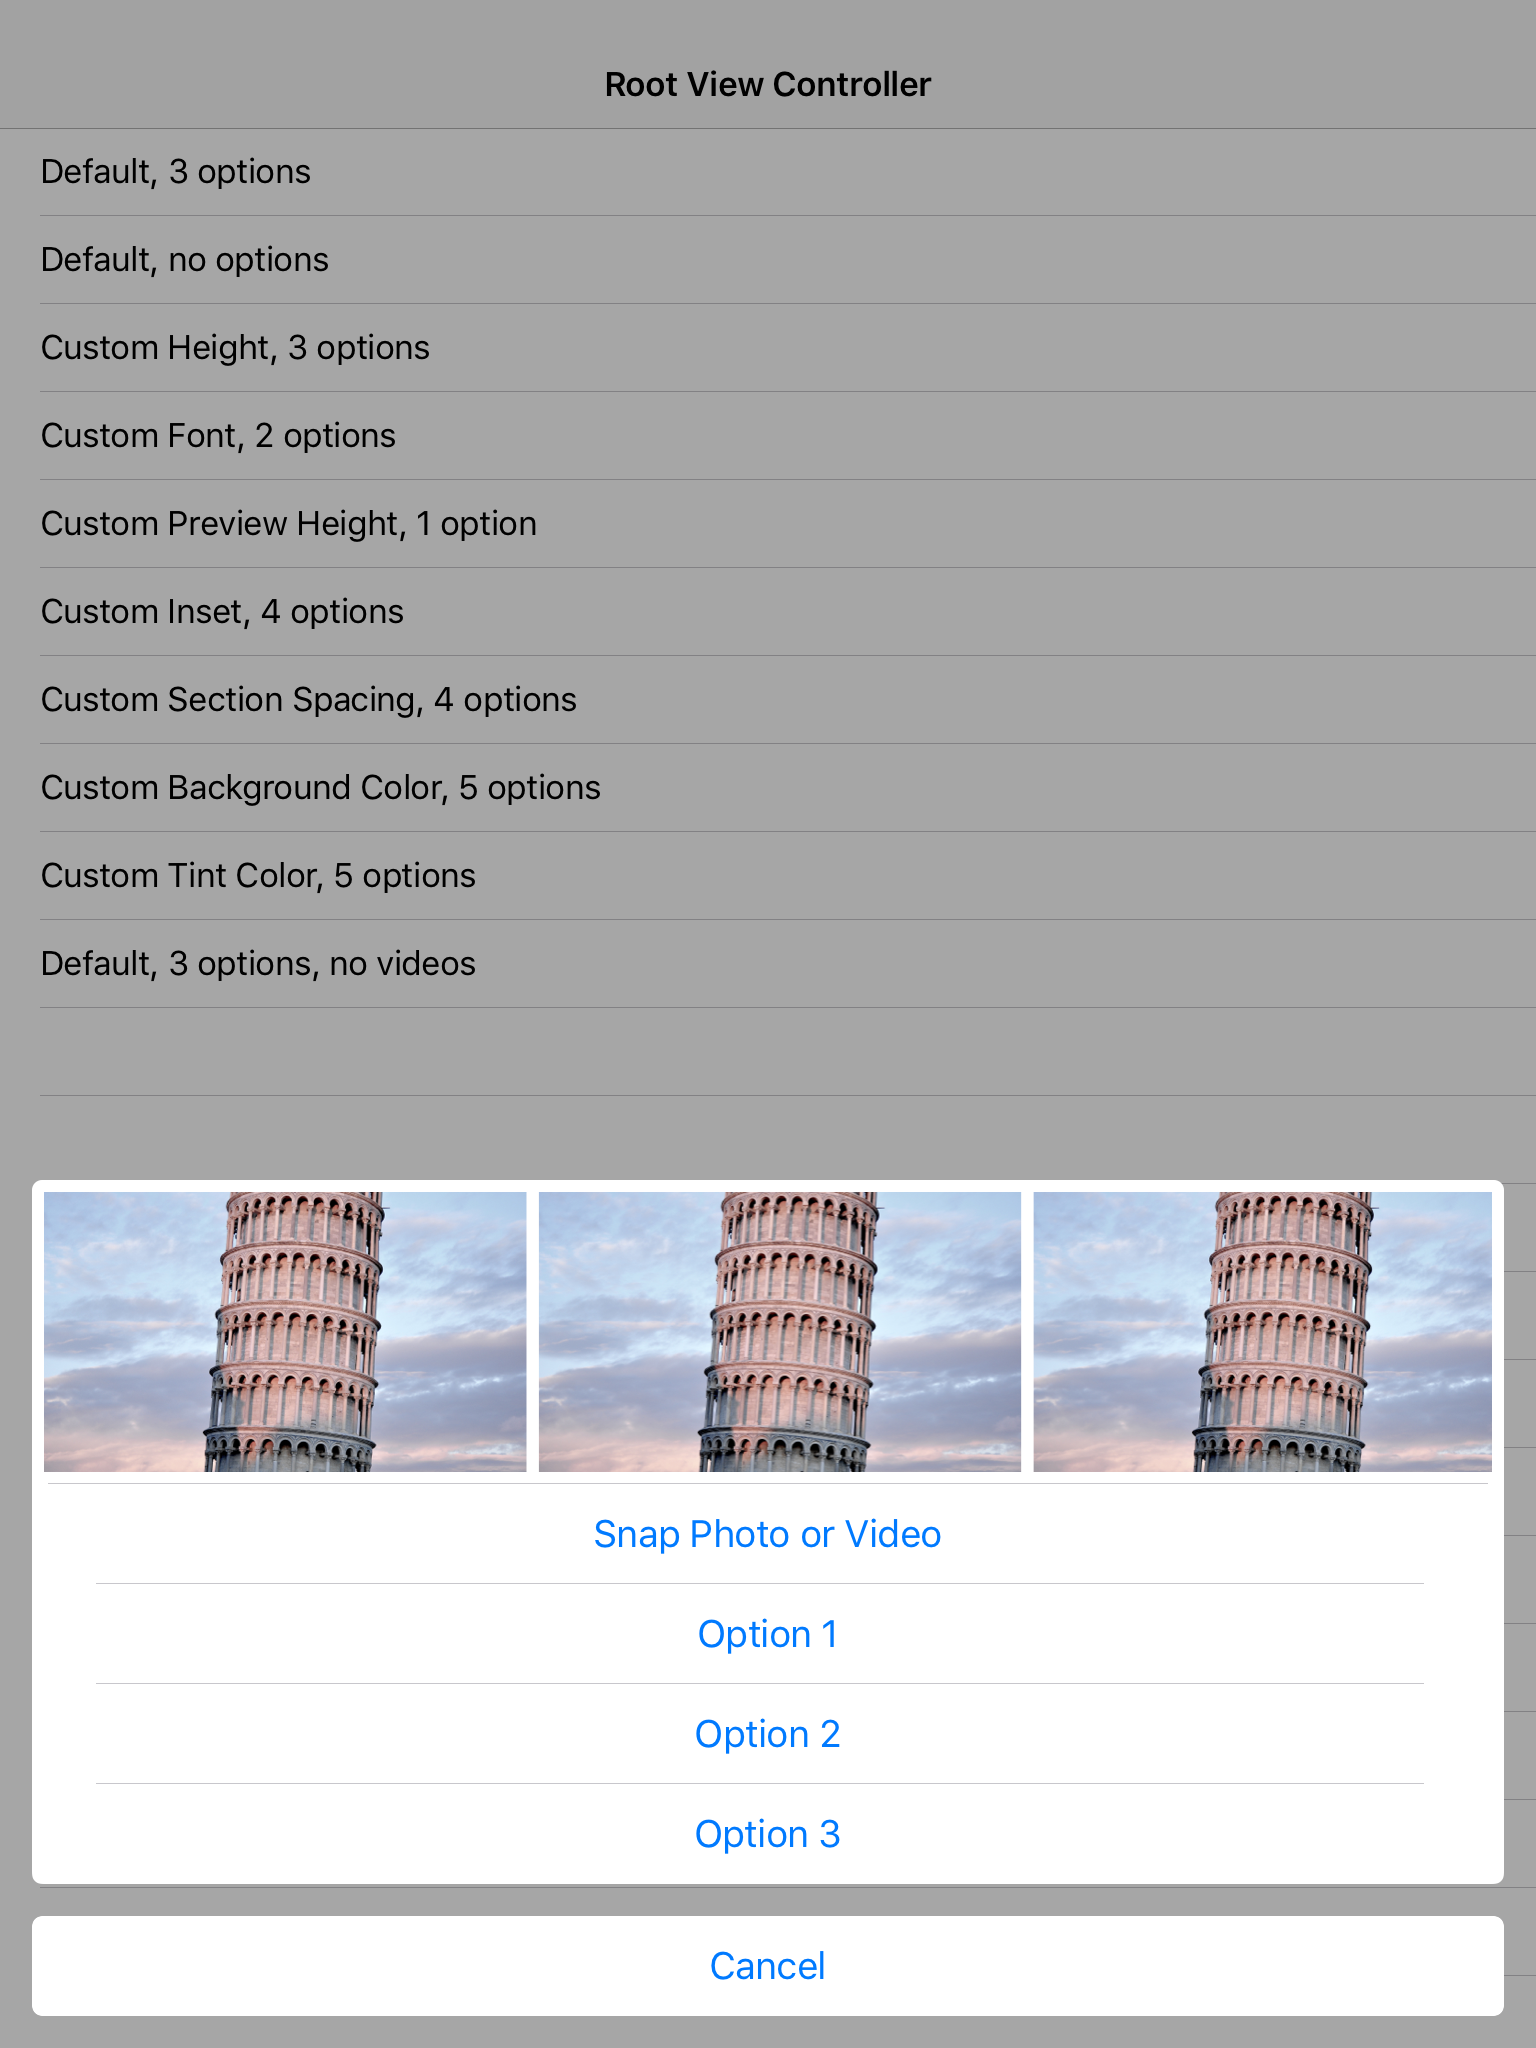 Root View Controller
Default, 3 options
Default, no options
Custom Height, 3 options
Custom Font, 2 options
Custom Preview Height, 1 option
Custom Inset, 4 options
Custom Section Spacing, 4 options
Custom Background Color, 5 options
Custom Tint Color, 5 options
Default, 3 options, no videos
Snap Photo or Video
Option 1
Option 2
Option 3
Cancel